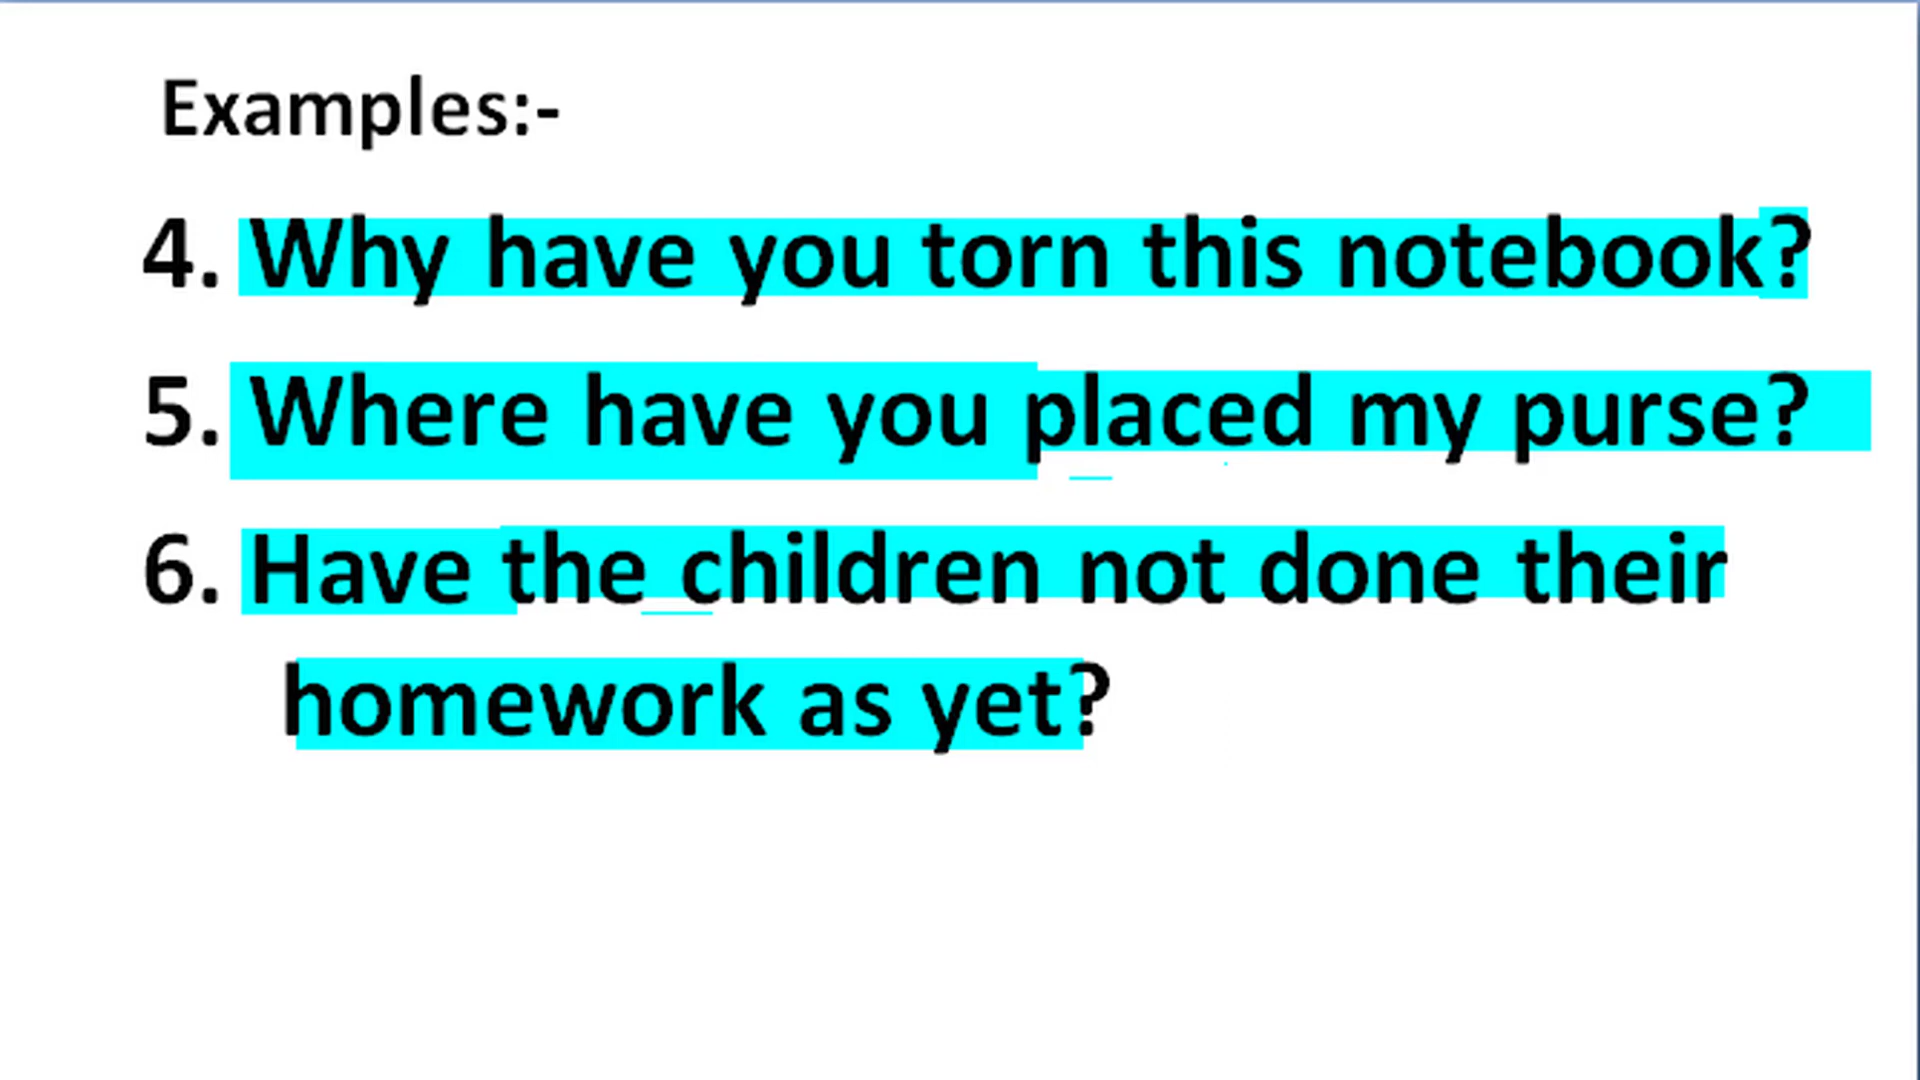 Examples:-
4. Why have you torn this notebook?
5. Where have you placed my purse?
6. Have the children not done their
homework as yet?